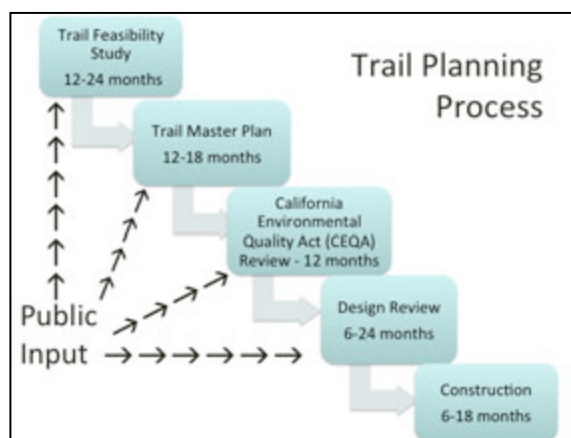 Trail Feasibility
Study
12-24 months
Trail Planning
Process
Trail Master Plan
12-18 months
California
Environmental
Quality Act (CEQA)
Review - 12 months
Design Review
6-24 months
Public
Input
Construction
6-18 months